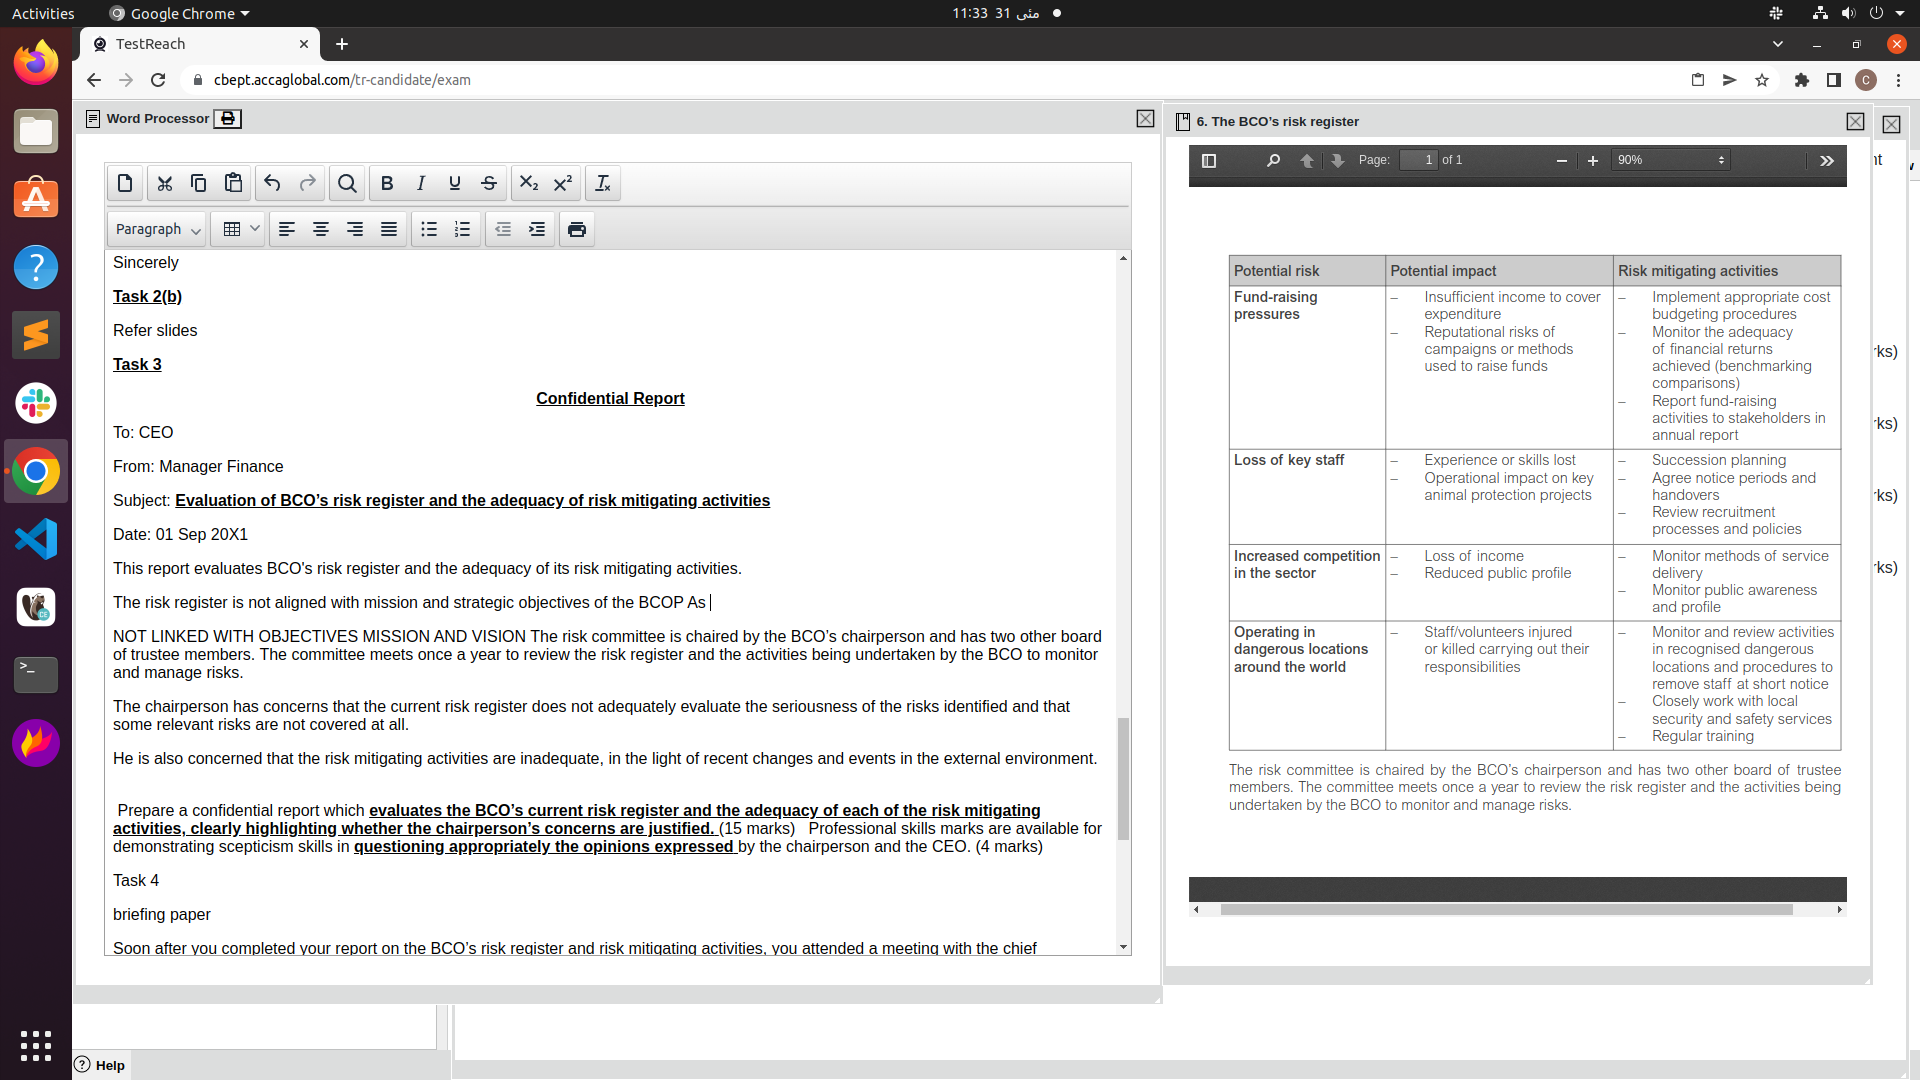 Activities
Google Chrome
11:33 31 مئی
TestReach
cbept.accaglobal.com/tr-candidate/exam
C
Word Processor
Paragraph
Sincerely
Task 2(b)
Refer slides
Task 3
Confidential Report
To: CEO
From: Manager Finance
Subject: Evaluation of BCO’s risk register and the adequacy of risk mitigating activities
Date: 01 Sep 20X1
This report evaluates BCO's risk register and the adequacy of its risk mitigating activities.
The risk register is not aligned with mission and strategic objectives of the BCOP As
NOT LINKED WITH OBJECTIVES MISSION AND VISION The risk committee is chaired by the BCO’s chairperson and has two other board
of trustee members. The committee meets once a year to review the risk register and the activities being undertaken by the BCO to monitor
and manage risks.
The chairperson has concerns that the current risk register does not adequately evaluate the seriousness of the risks identified and that
some relevant risks are not covered at all.
He is also concerned that the risk mitigating activities are inadequate, in the light of recent changes and events in the external environment.
Prepare a confidential report which evaluates the BCO’s current risk register and the adequacy of each of the risk mitigating
activities, clearly highlighting whether the chairperson’s concerns are justified. (15 marks) Professional skills marks are available for
demonstrating scepticism skills in questioning appropriately the opinions expressed by the chairperson and the CEO. (4 marks)
Task 4
briefing paper
Soon after you completed your report on the BCO’s risk register and risk mitigating activities, you attended a meeting with the chief
6. The BCO’s risk register
Page: 1 of 1
90%
Potential risk
Potential impact
Risk mitigating activities
Fund-raising
pressures
– Insufficient income to cover
expenditure
– Reputational risks of
campaigns or methods
used to raise funds
– Implement appropriate cost
budgeting procedures
– Monitor the adequacy
of financial returns
achieved (benchmarking
comparisons)
– Report fund-raising
activities to stakeholders in
annual report
Loss of key staff
– Experience or skills lost
– Operational impact on key
animal protection projects
– Succession planning
– Agree notice periods and
handovers
– Review recruitment
processes and policies
Increased competition
in the sector
– Loss of income
– Reduced public profile
– Monitor methods of service
delivery
– Monitor public awareness
and profile
Operating in
dangerous locations
around the world
– Staff/volunteers injured
or killed carrying out their
responsibilities
– Monitor and review activities
in recognised dangerous
locations and procedures to
remove staff at short notice
– Closely work with local
security and safety services
– Regular training
The risk committee is chaired by the BCO’s chairperson and has two other board of trustee
members. The committee meets once a year to review the risk register and the activities being
undertaken by the BCO to monitor and manage risks.
nt
rks)
rks)
rks)
rks)
Help